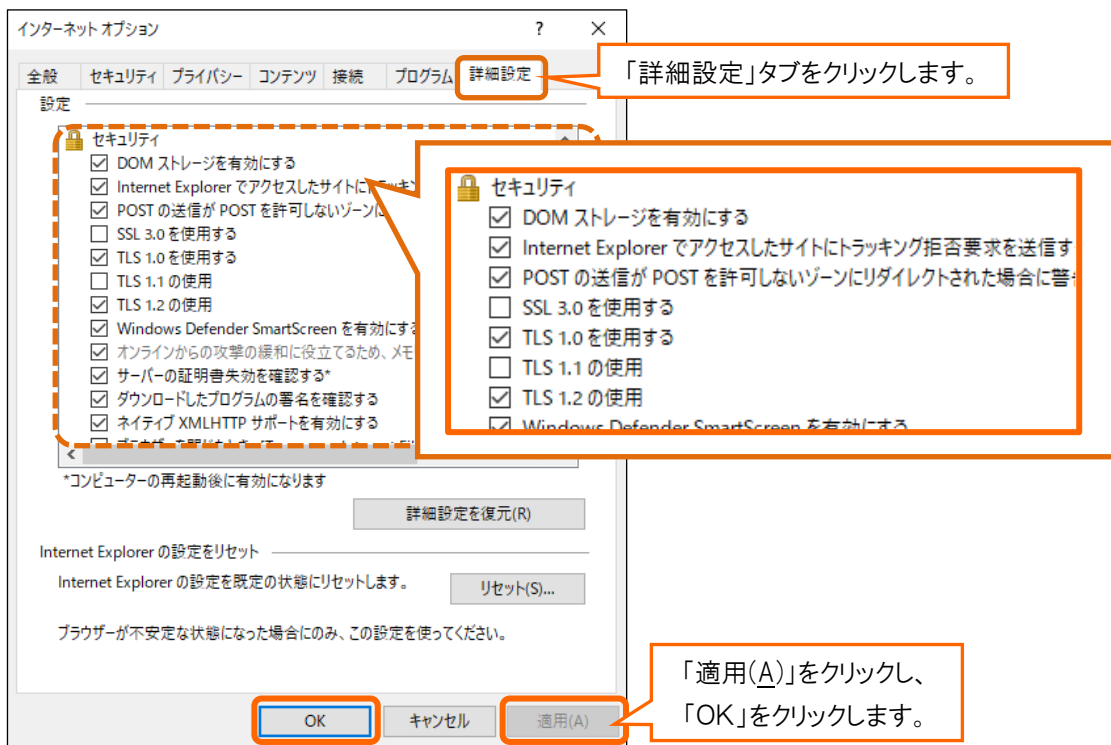 インターネット オプション
?
全般 セキュリティ プライバシー コンテンツ 接続 プログラム 詳細設定
「詳細設定」タブをクリックします。
設定
セキュリティ
DOM ストレージを有効にする
Internet Explorer でアクセスしたサイトにトラッキン
POST の送信が POST を許可しないゾーンに
SSL 3.0 を使用する
TLS 1.0 を使用する
TLS 1.1 の使用
TLS 1.2 の使用
Windows Defender SmartScreen を有効にする
オンラインからの攻撃の緩和に役立てるため、メモ
サーバーの証明書失効を確認する*
ダウンロードしたプログラムの署名を確認する
ネイティブ XMLHTTP サポートを有効にする
セキュリティ
DOM ストレージを有効にする
Internet Explorer でアクセスしたサイトにトラッキング拒否要求を送信す
POST の送信が POST を許可しないゾーンにリダイレクトされた場合に警
SSL 3.0 を使用する
TLS 1.0 を使用する
TLS 1.1 の使用
TLS 1.2 の使用
Windows Defender SmartScreen を有効にする
*コンピューターの再起動後に有効になります
詳細設定を復元(R)
Internet Explorer の設定をリセット
Internet Explorer の設定を既定の状態にリセットします。
リセット(S)...
ブラウザーが不安定な状態になった場合にのみ、この設定を使ってください。
「適用(A)」をクリックし、
「OK」をクリックします。
OK キャンセル 適用(A)